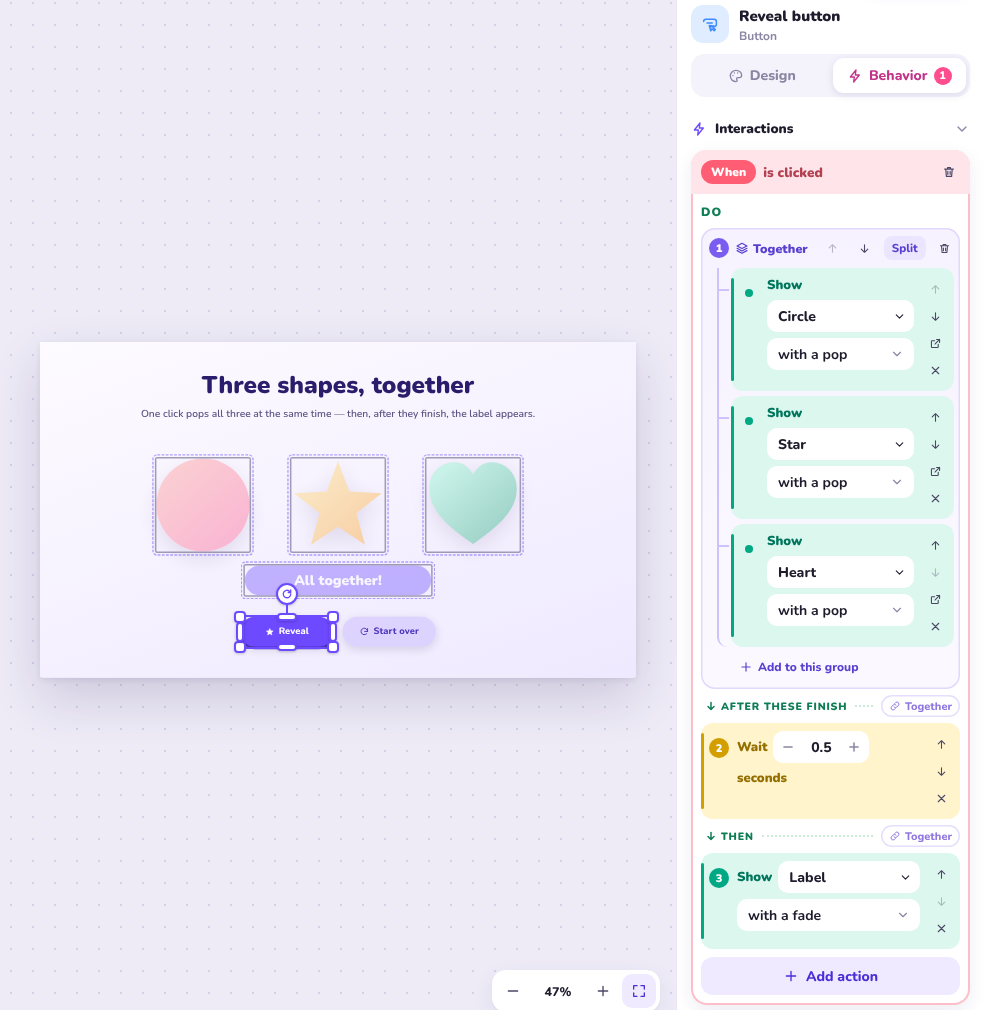 Reveal button
Button
Design
Behavior 1
Interactions
When is clicked
DO
1 Together Split
Show
Circle
with a pop
Show
Star
with a pop
Show
Heart
with a pop
+ Add to this group
↓ AFTER THESE FINISH Together
2 Wait − 0.5 +
seconds
↓ THEN Together
3 Show Label
with a fade
+ Add action
Three shapes, together
One click pops all three at the same time — then, after they finish, the label appears.
All together!
Reveal
Start over
− 47% +